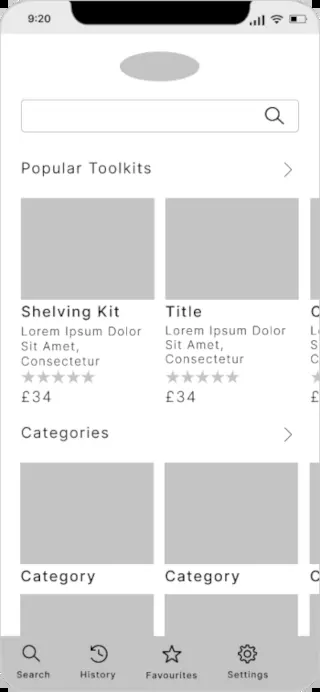 9:20
Popular Toolkits
Shelving Kit
Lorem Ipsum Dolor
Sit Amet,
Consectetur
£34
Title
Lorem Ipsum Dolor
Sit Amet,
Consectetur
£34
Categories
Category
Category
Search
History
Favourites
Settings